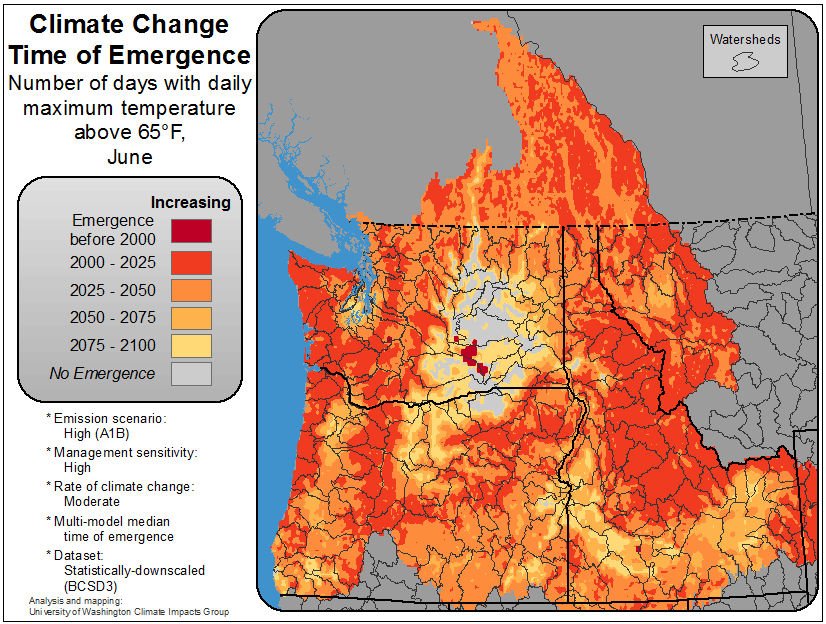 Climate Change
Time of Emergence
Number of days with daily
maximum temperature
above 65°F,
June
Increasing
Emergence
before 2000
2000 - 2025
2025 - 2050
2050 - 2075
2075 - 2100
No Emergence
* Emission scenario:
High (A1B)
* Management sensitivity:
High
* Rate of climate change:
Moderate
* Multi-model median
time of emergence
* Dataset:
Statistically-downscaled
(BCSD3)
Analysis and mapping:
University of Washington Climate Impacts Group
Watersheds